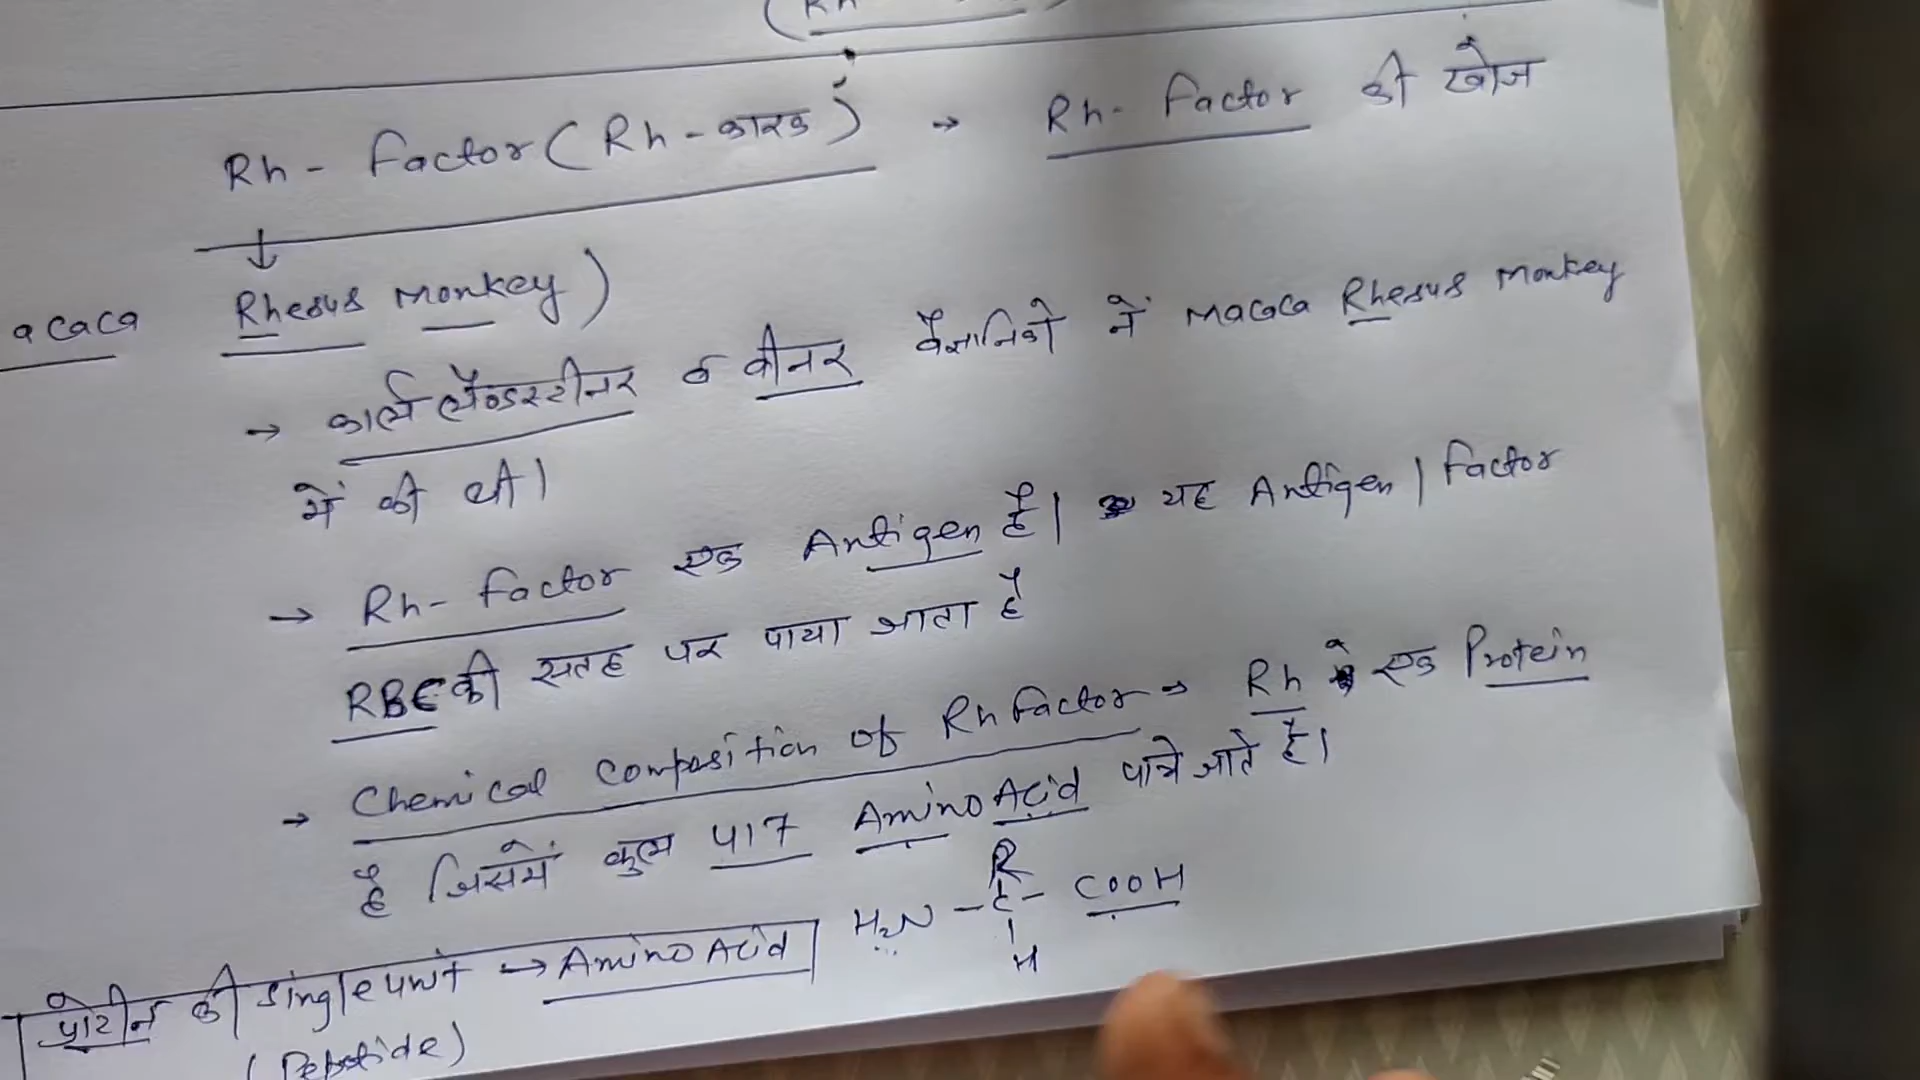 (Rh
Rh - factor (Rh - कारक) → Rh - factor की खोज
↓
acaca Rhesus Monkey)
→ कार्ल लैंडस्टीनर व वीनर वैज्ञानिको ने Macaca Rhesus Monkey
में की थी।
→ Rh - factor एक Antigen है। यह Antigen | factor
RBC की सतह पर पाया जाता है
→ Chemical Composition of Rh factor → Rh एक Protein
है जिसमें कुल 417 Amino Acid पाये जाते है।
R
H2N - C - COOH
H
प्रोटीन की single unit → Amino Acid
(Peptide)